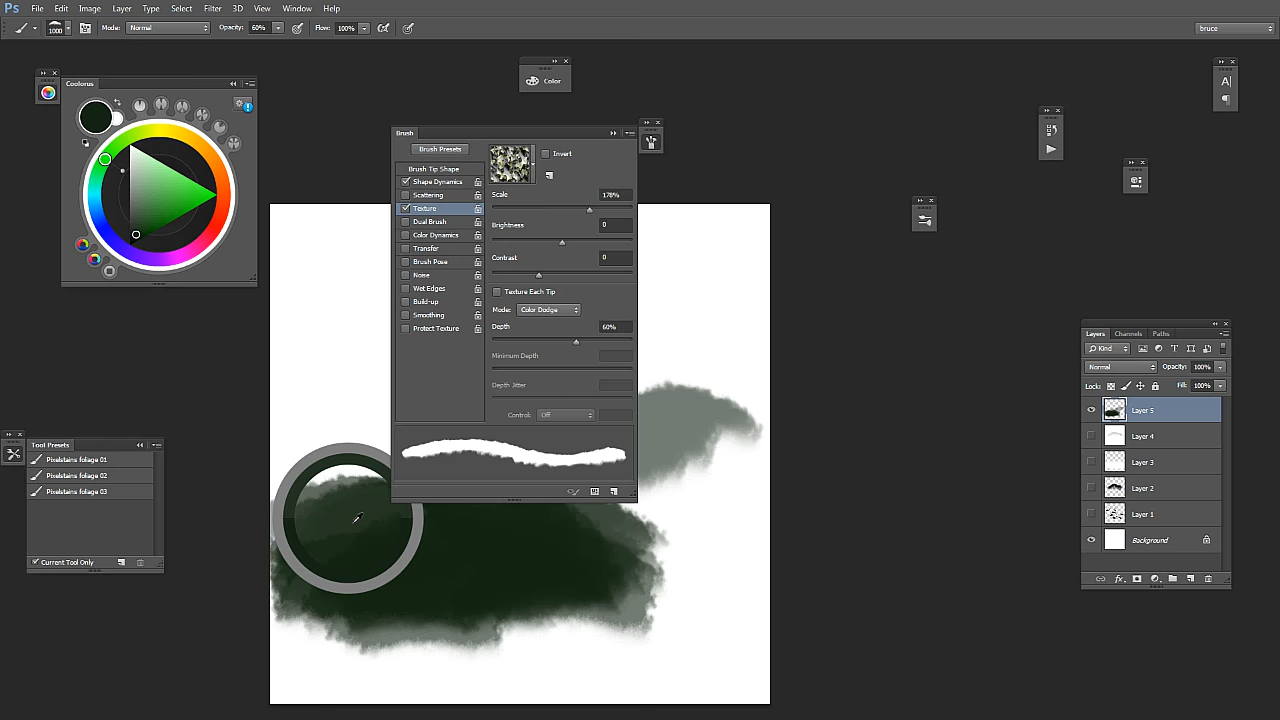 Ps File Edit Image Layer Type Select Filter 3D View Window Help
1000 Mode: Normal Opacity: 60% Flow: 100% bruce
Color
A
Coolorus
Brush
Brush Presets
Invert
Brush Tip Shape
Shape Dynamics
Scattering
Texture
Dual Brush
Color Dynamics
Transfer
Brush Pose
Noise
Wet Edges
Build-up
Smoothing
Protect Texture
Scale 178%
Brightness 0
Contrast 0
Texture Each Tip
Mode: Color Dodge
Depth 60%
Minimum Depth
Depth Jitter
Control: Off
Layers Channels Paths
Kind
Normal Opacity: 100%
Lock: Fill: 100%
Layer 5
Layer 4
Layer 3
Layer 2
Layer 1
Background
fx
Tool Presets
Pixelstains foliage 01
Pixelstains foliage 02
Pixelstains foliage 03
Current Tool Only